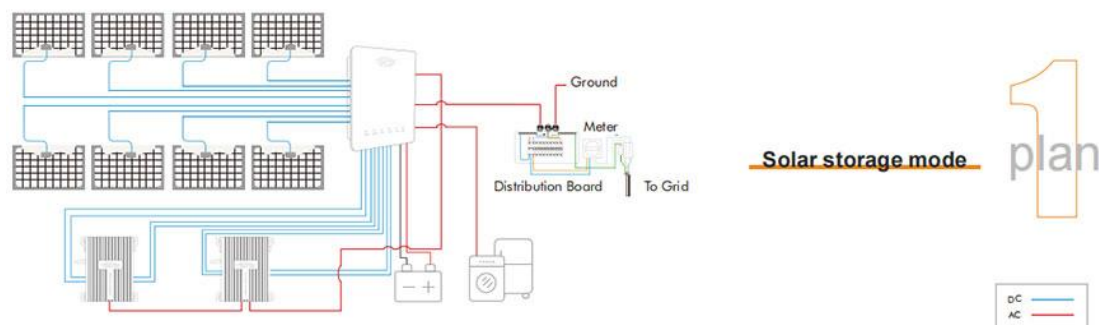 Ground
Meter
Distribution Board
To Grid
Solar storage mode
1
plan
DC
AC
- +